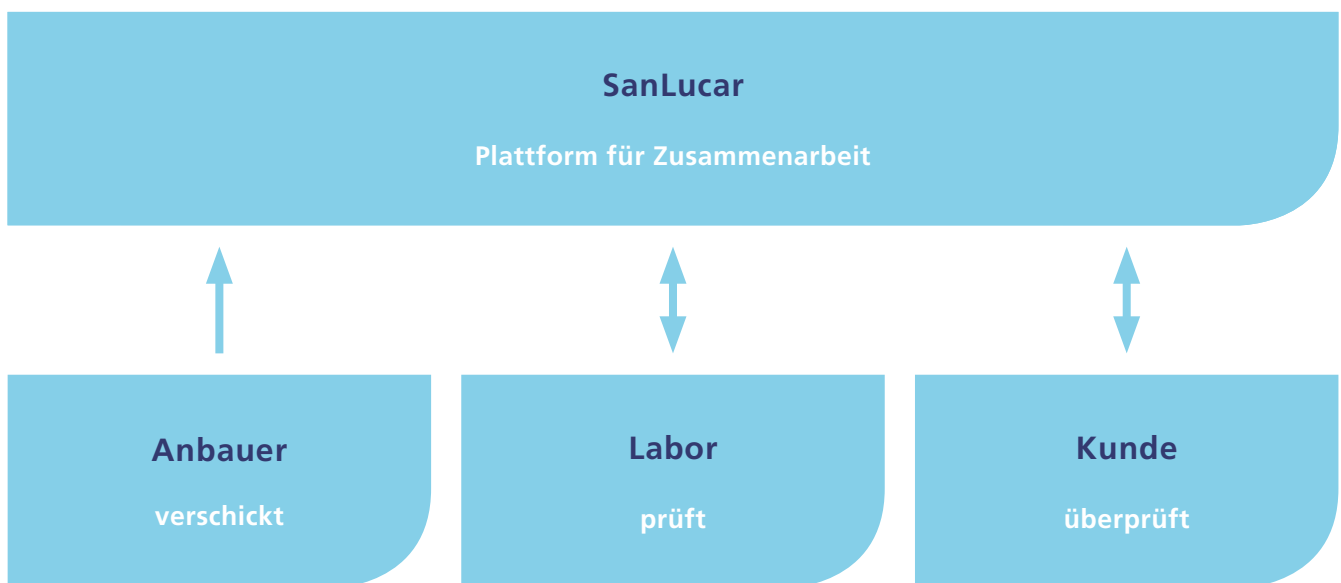 SanLucar
Plattform für Zusammenarbeit
Anbauer
verschickt
Labor
prüft
Kunde
überprüft